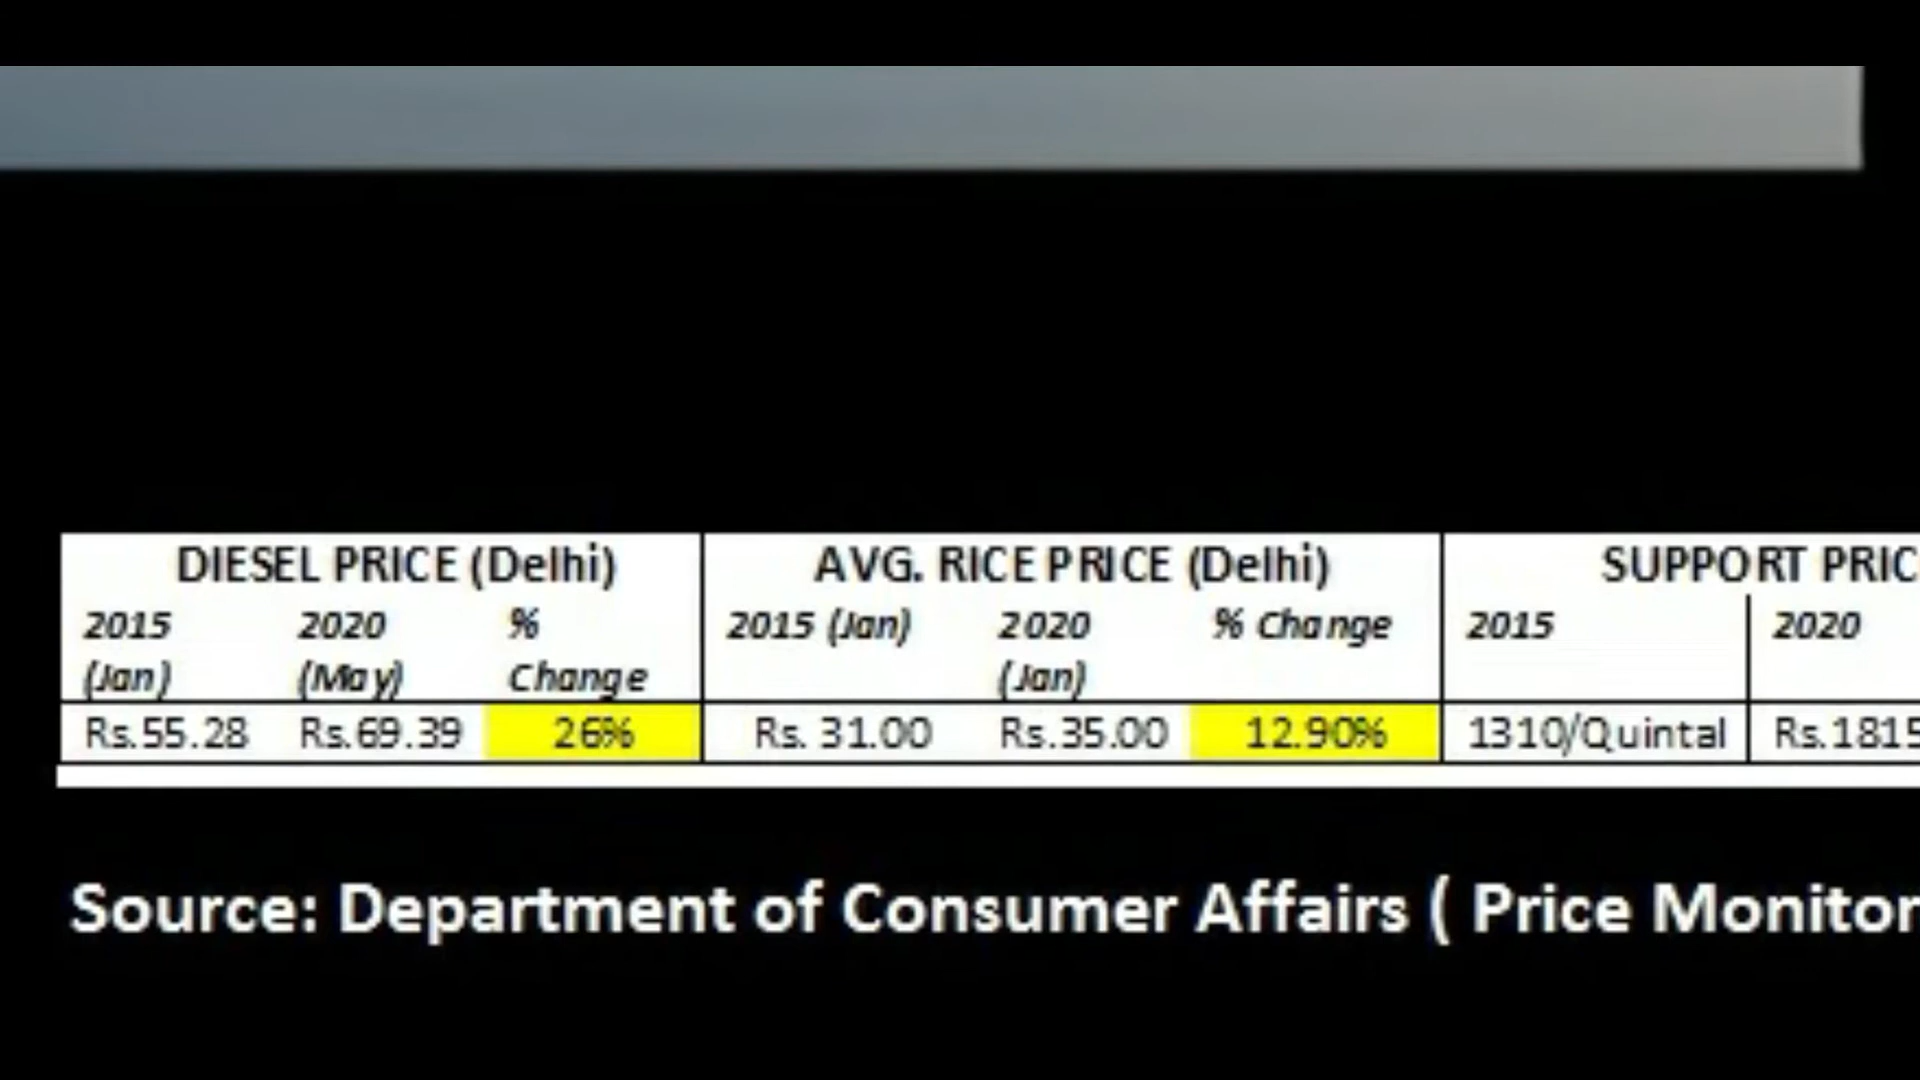 DIESEL PRICE (Delhi) AVG. RICE PRICE (Delhi) SUPPORT PRIC
2015 2020 % 2015 (Jan) 2020 % Change 2015 2020
(Jan) (May) Change (Jan)
Rs.55.28 Rs.69.39 26% Rs. 31.00 Rs.35.00 12.90% 1310/Quintal Rs.1815
Source: Department of Consumer Affairs ( Price Monitor